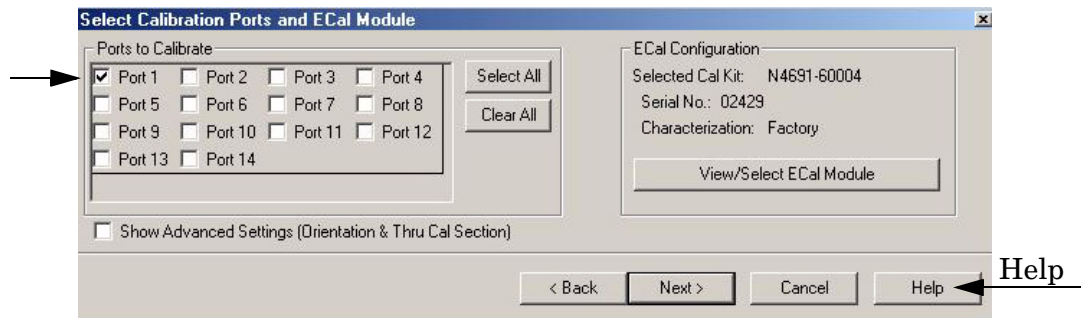 Select Calibration Ports and ECal Module
Ports to Calibrate
Port 1 Port 2 Port 3 Port 4
Port 5 Port 6 Port 7 Port 8
Port 9 Port 10 Port 11 Port 12
Port 13 Port 14
Select All
Clear All
ECal Configuration
Selected Cal Kit: N4691-60004
Serial No.: 02429
Characterization: Factory
View/Select ECal Module
Show Advanced Settings (Orientation & Thru Cal Section)
< Back Next > Cancel Help
Help